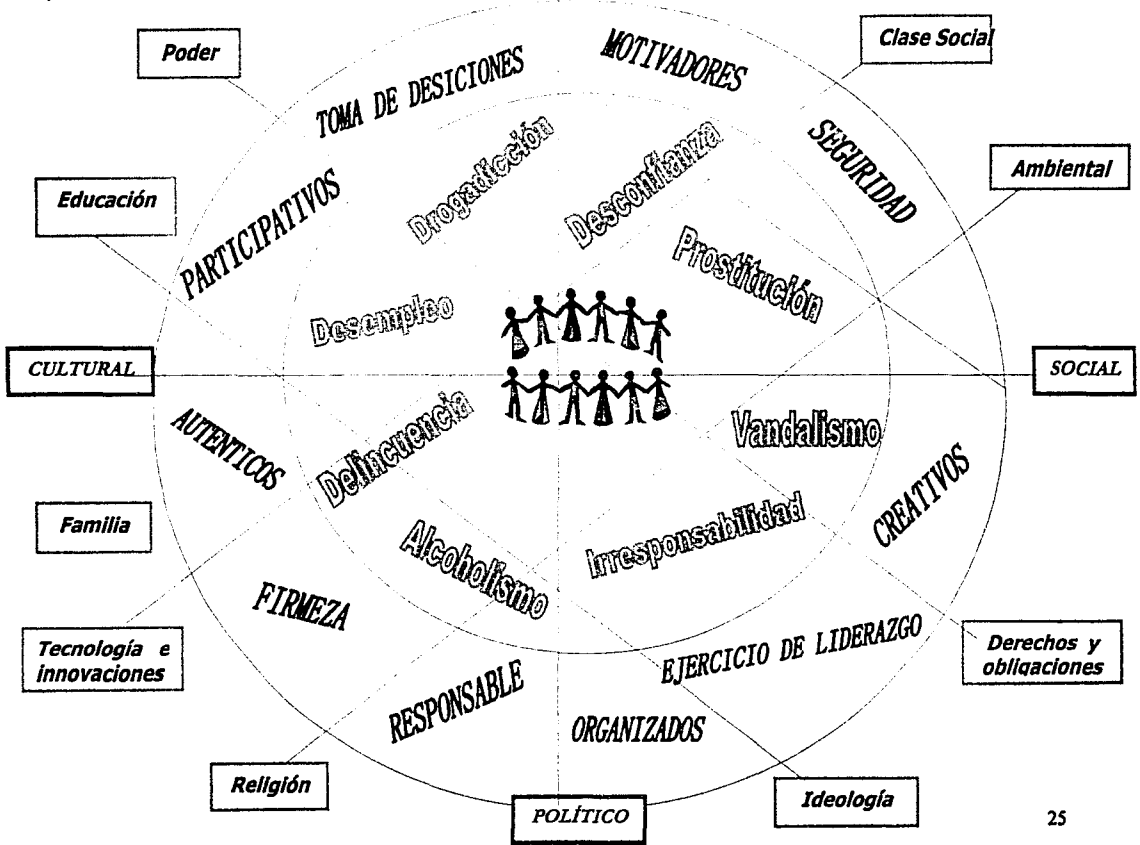 Poder
Clase Social
MOTIVADORES
TOMA DE DESICIONES
SEGURIDAD
Ambiental
Educación
Drogadicción
Desconfianza
PARTICIPATIVOS
Prostitución
Desempleo
CULTURAL
SOCIAL
AUTENTICOS
Delincuencia
Vandalismo
CREATIVOS
Familia
Alcoholismo
Irresponsabilidad
FIRMEZA
Tecnología e
innovaciones
EJERCICIO DE LIDERAZGO
Derechos y
obligaciones
RESPONSABLE
ORGANIZADOS
Religión
POLÍTICO
Ideología
25